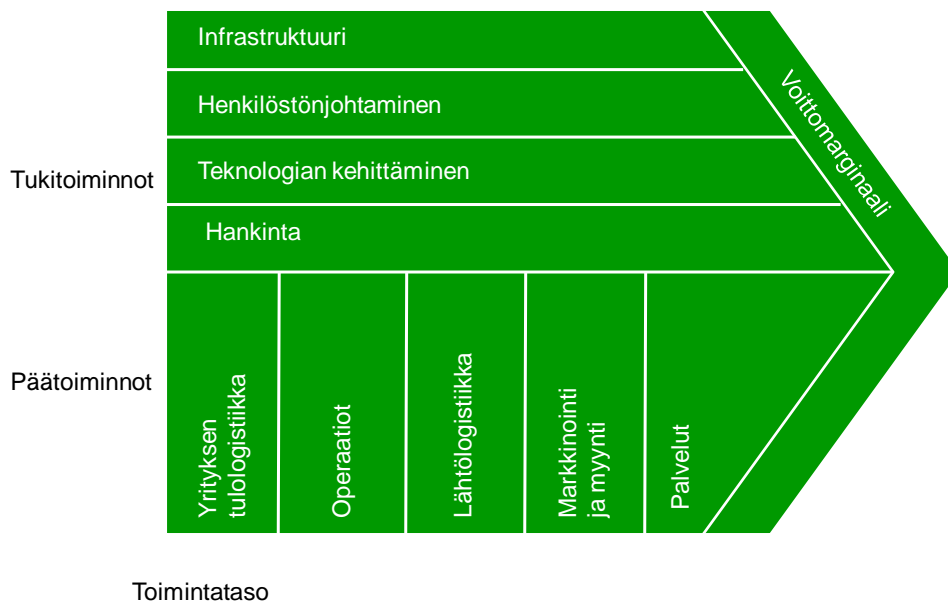 Infrastruktuuri
Henkilöstönjohtaminen
Voittomarginaali
Tukitoiminnot
Teknologian kehittäminen
Hankinta
Päätoiminnot
Yrityksen
tulologistiikka
Operaatiot
Lähtölogistiikka
Markkinointi
ja myynti
Palvelut
Toimintataso